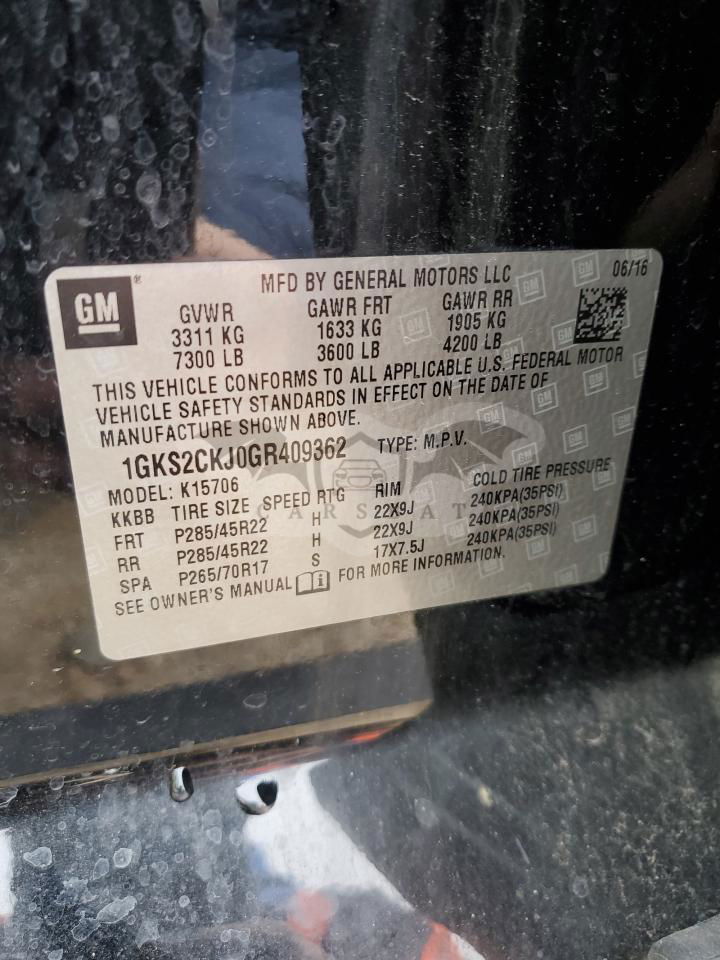 GM
MFD BY GENERAL MOTORS LLC 06/16
GVWR GAWR FRT GAWR RR
3311 KG 1633 KG 1905 KG
7300 LB 3600 LB 4200 LB
THIS VEHICLE CONFORMS TO ALL APPLICABLE U.S. FEDERAL MOTOR
VEHICLE SAFETY STANDARDS IN EFFECT ON THE DATE OF
MANUFACTURE SHOWN ABOVE.
1GKS2CKJ0GR409362 TYPE: M.P.V.
MODEL: K15706
KKBB TIRE SIZE SPEED RTG RIM COLD TIRE PRESSURE
FRT P285/45R22 H 22X9J 240KPA(35PSI)
RR P285/45R22 H 22X9J 240KPA(35PSI)
SPA P265/70R17 S 17X7.5J 240KPA(35PSI)
SEE OWNER'S MANUAL FOR MORE INFORMATION.